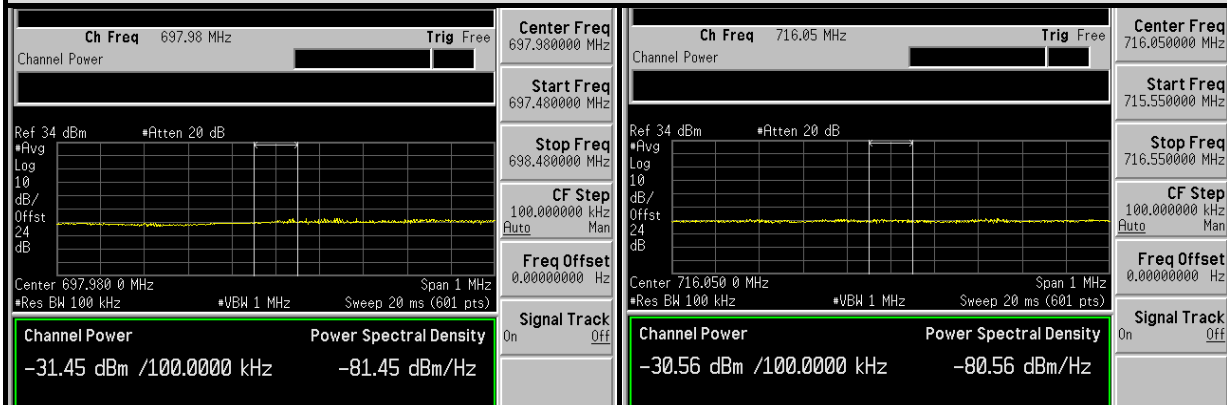 Ch Freq 697.98 MHz Trig Free
Channel Power
Ref 34 dBm #Atten 20 dB
#Avg
Log
10
dB/
Offst
24
dB
Center 697.980 0 MHz Span 1 MHz
#Res BW 100 kHz #VBW 1 MHz Sweep 20 ms (601 pts)
Channel Power Power Spectral Density
-31.45 dBm /100.0000 kHz -81.45 dBm/Hz
Center Freq
697.980000 MHz
Start Freq
697.480000 MHz
Stop Freq
698.480000 MHz
CF Step
100.000000 kHz
Auto Man
Freq Offset
0.00000000 Hz
Signal Track
On Off
Ch Freq 716.05 MHz Trig Free
Channel Power
Ref 34 dBm #Atten 20 dB
#Avg
Log
10
dB/
Offst
24
dB
Center 716.050 0 MHz Span 1 MHz
#Res BW 100 kHz #VBW 1 MHz Sweep 20 ms (601 pts)
Channel Power Power Spectral Density
-30.56 dBm /100.0000 kHz -80.56 dBm/Hz
Center Freq
716.050000 MHz
Start Freq
715.550000 MHz
Stop Freq
716.550000 MHz
CF Step
100.000000 kHz
Auto Man
Freq Offset
0.00000000 Hz
Signal Track
On Off